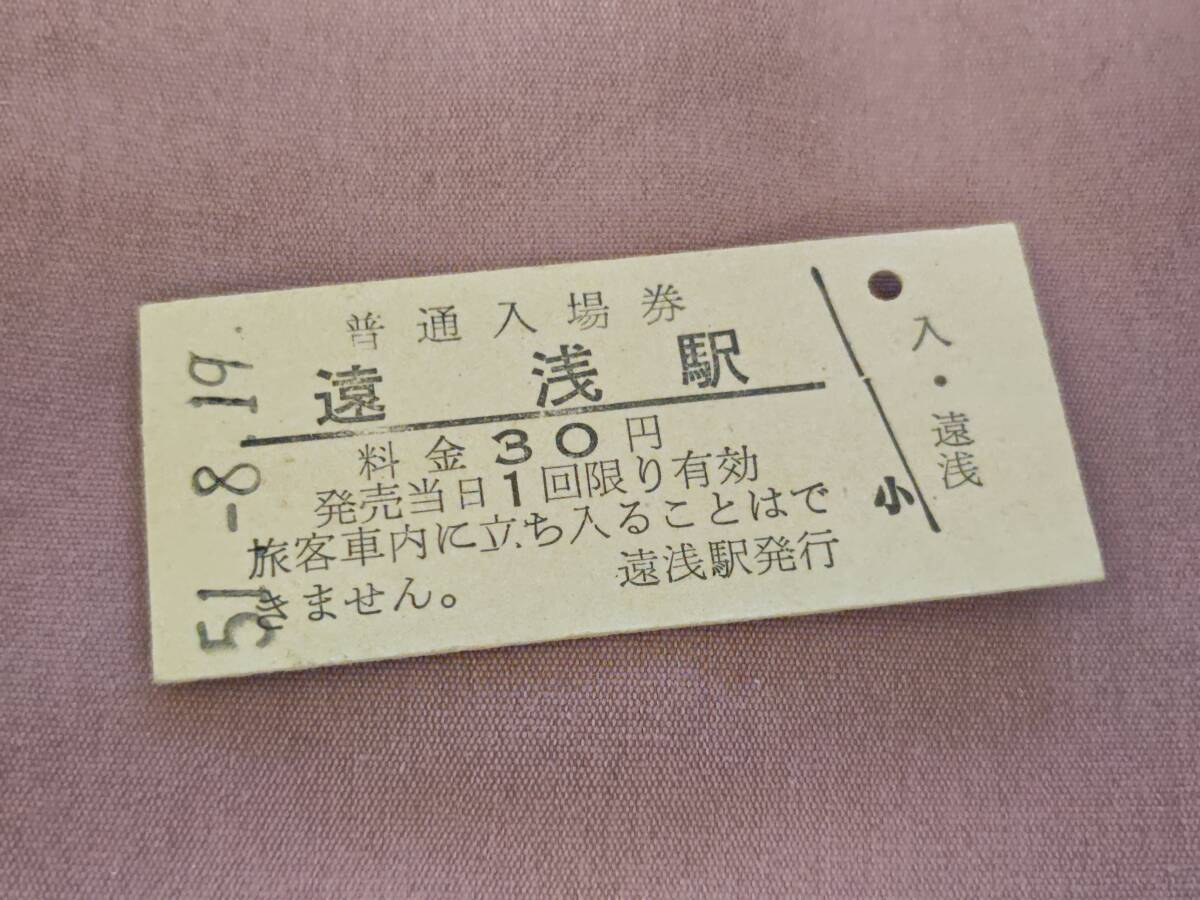 51.-8.19.
普通入場券
遠浅駅
料金30円
発売当日1回限り有効
旅客車内に立ち入ることはで
きません。
遠浅駅発行
小
入・遠浅